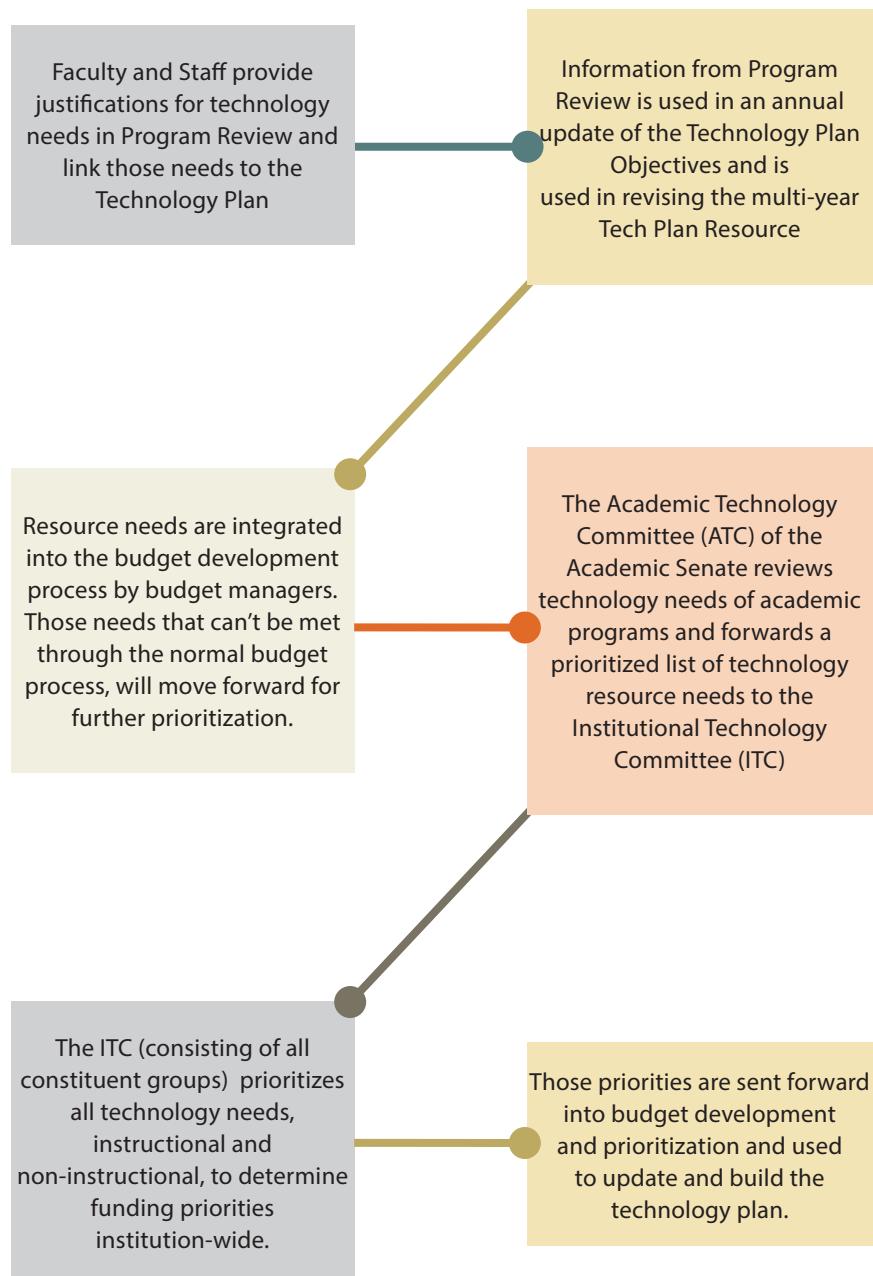 Faculty and Staff provide
justifications for technology
needs in Program Review and
link those needs to the
Technology Plan
Information from Program
Review is used in an annual
update of the Technology Plan
Objectives and is
used in revising the multi-year
Tech Plan Resource
Resource needs are integrated
into the budget development
process by budget managers.
Those needs that can’t be met
through the normal budget
process, will move forward for
further prioritization.
The Academic Technology
Committee (ATC) of the
Academic Senate reviews
technology needs of academic
programs and forwards a
prioritized list of technology
resource needs to the
Institutional Technology
Committee (ITC)
The ITC (consisting of all
constituent groups)  prioritizes
all technology needs,
instructional and
non-instructional, to determine
funding priorities
institution-wide.
Those priorities are sent forward
into budget development
and prioritization and used
to update and build the
technology plan.